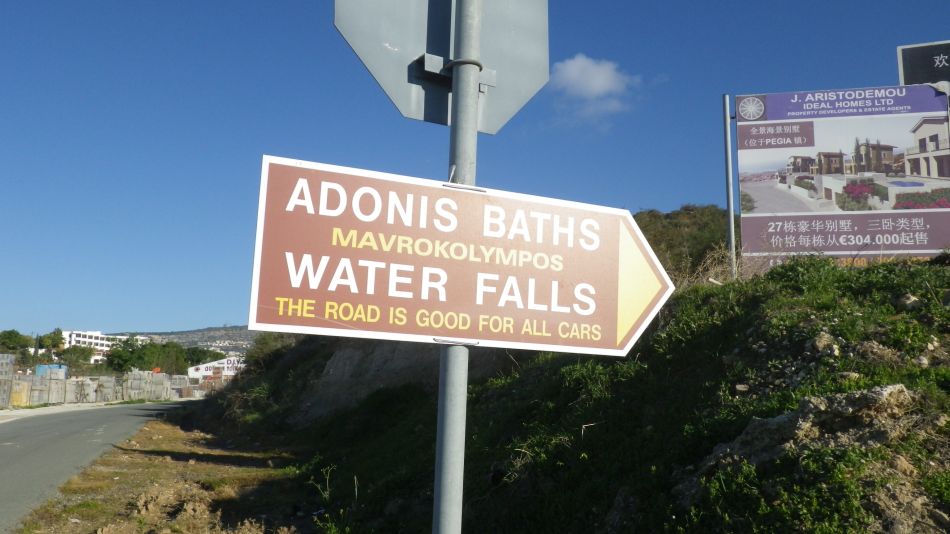 ADONIS BATHS
MAVROKOLYMPOS
WATER FALLS
THE ROAD IS GOOD FOR ALL CARS
欢
J. ARISTODEMOU
IDEAL HOMES LTD
PROPERTY DEVELOPERS & ESTATE AGENTS
全景海景别墅
（位于PEGIA 镇）
27栋豪华别墅，三卧类型，
价格每栋从€304.000起售